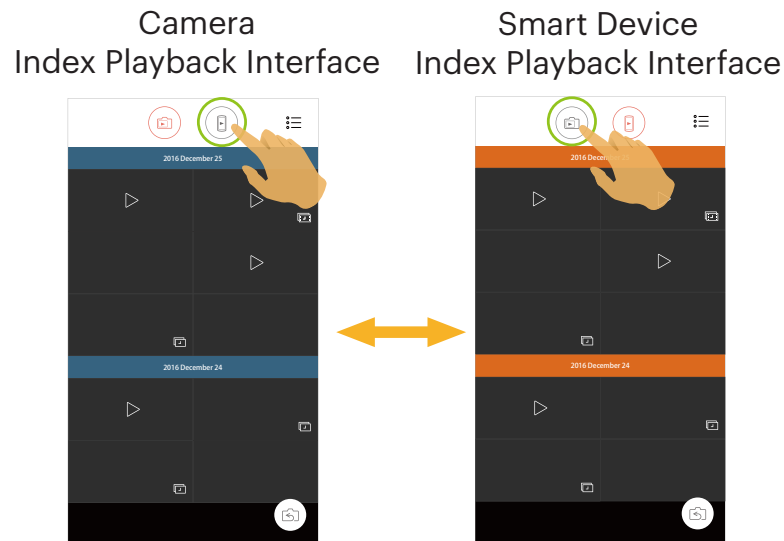 Camera
Index Playback Interface
Smart Device
Index Playback Interface
2016 December 25
2016 December 24
2016 December 25
2016 December 24